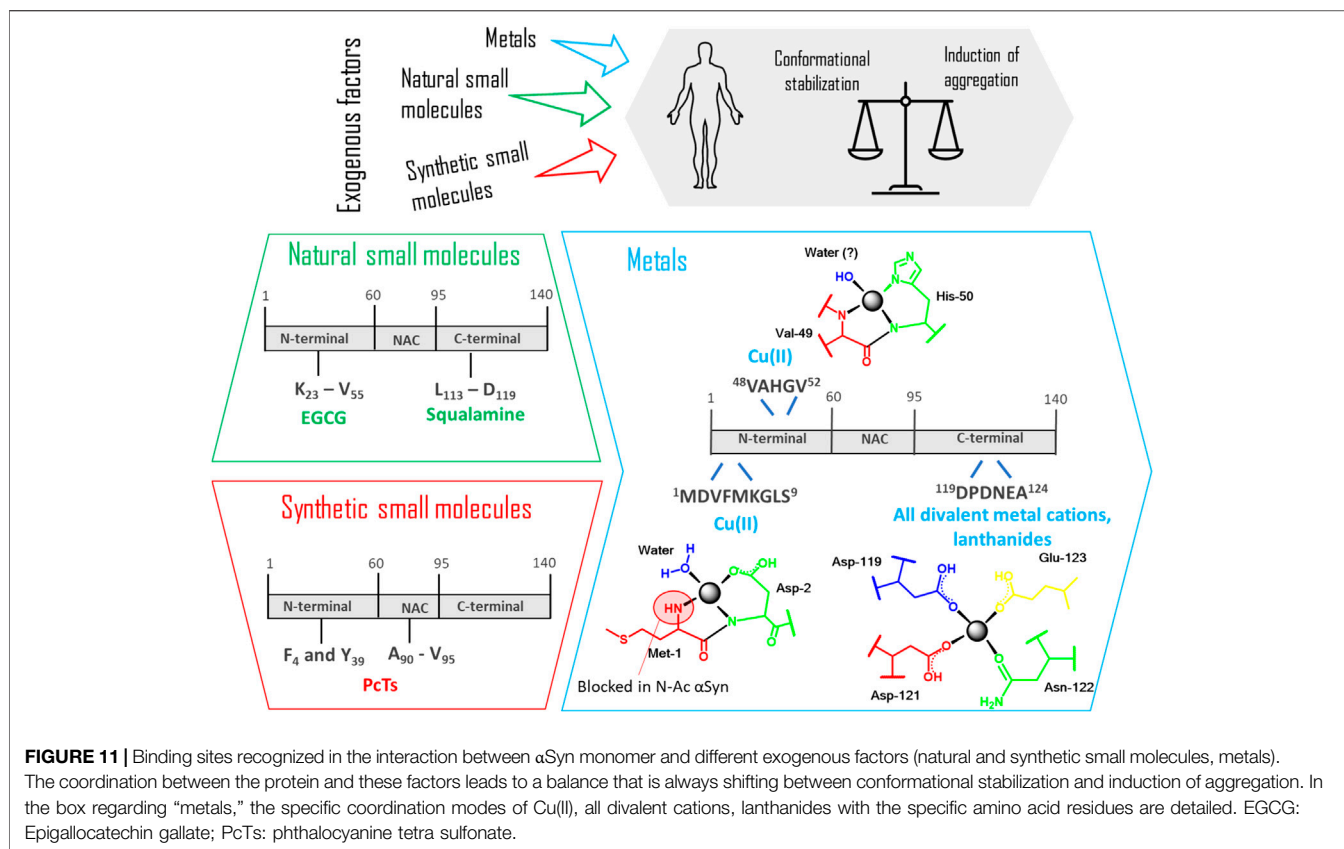 Exogenous factors
Metals
Natural small
molecules
Synthetic small
molecules
Conformational
stabilization
Induction of
aggregation
Natural small molecules
1 60 95 140
N-terminal NAC C-terminal
K₂₃ – V₅₅ L₁₁₃ – D₁₁₉
EGCG Squalamine
Synthetic small molecules
1 60 95 140
N-terminal NAC C-terminal
F₄ and Y₃₉ A₉₀ - V₉₅
PcTs
Metals
Water (?)
HO
N
N
N
N
O
His-50
Val-49
Cu(II)
⁴⁸VAHGV⁵²
1 60 95 140
N-terminal NAC C-terminal
¹MDVFMKGLS⁹
Cu(II)
¹¹⁹DPDNEA¹²⁴
All divalent metal cations,
lanthanides
Water
H
H
O
O
OH
Asp-2
HN
N
O
O
S
Met-1
Blocked in N-Ac αSyn
Asp-119
OH
O
Glu-123
HO
O
O
OH
Asp-121
O
H₂N
Asn-122
FIGURE 11 | Binding sites recognized in the interaction between αSyn monomer and different exogenous factors (natural and synthetic small molecules, metals).
The coordination between the protein and these factors leads to a balance that is always shifting between conformational stabilization and induction of aggregation. In
the box regarding “metals,” the specific coordination modes of Cu(II), all divalent cations, lanthanides with the specific amino acid residues are detailed. EGCG:
Epigallocatechin gallate; PcTs: phthalocyanine tetra sulfonate.